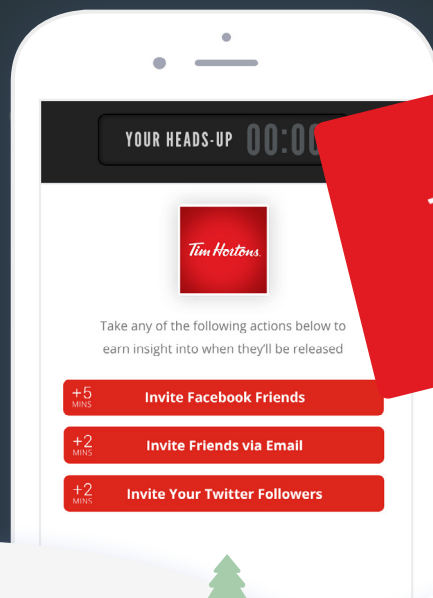 YOUR HEADS-UP
Tim Hortons.
Take any of the following actions below to
earn insight into when they'll be released
+5
MINS
Invite Facebook Friends
+2
MINS
Invite Friends via Email
+2
MINS
Invite Your Twitter Followers